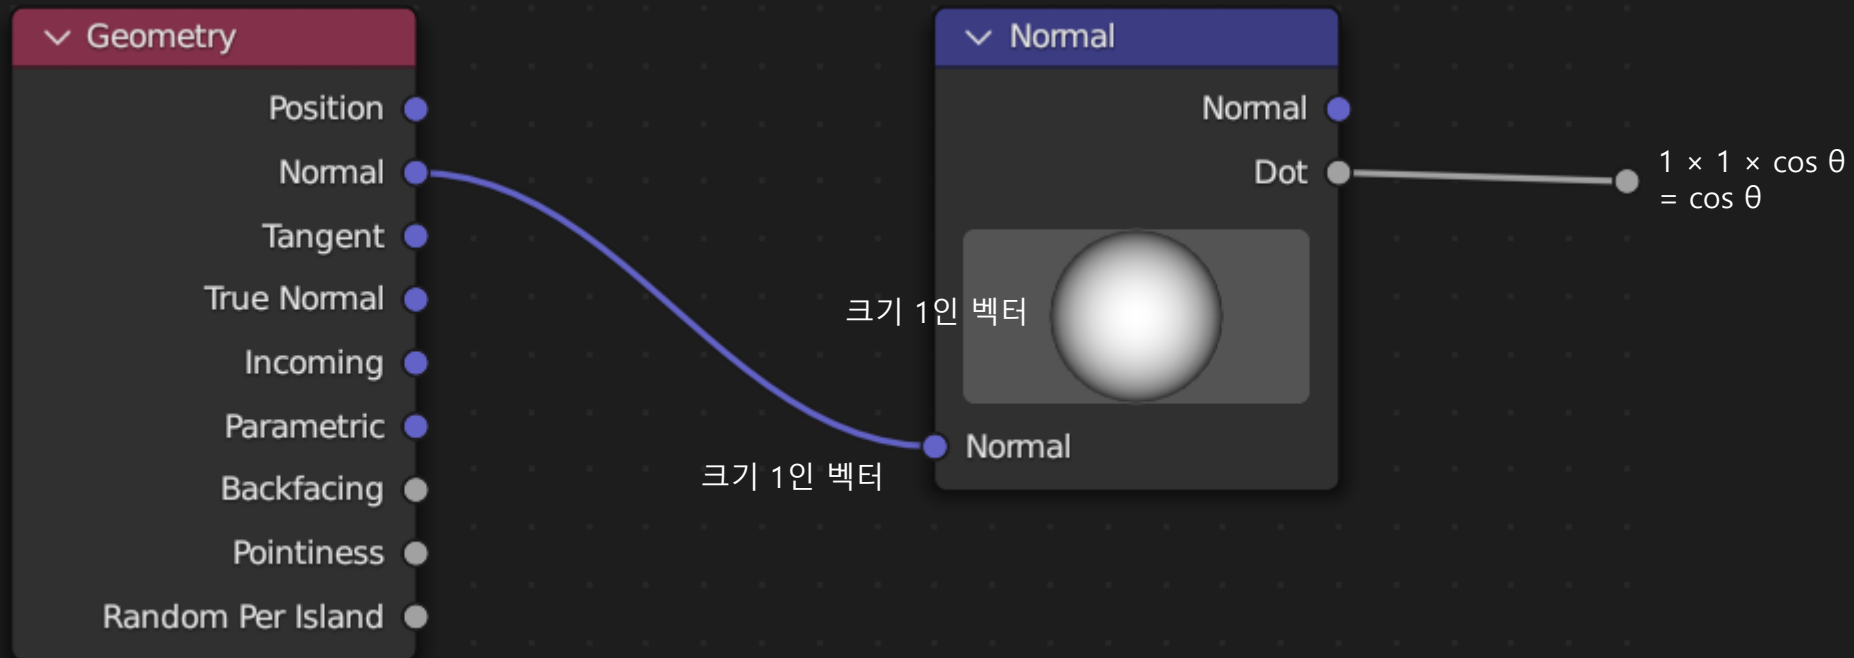 Geometry
Position
Normal
Tangent
True Normal
Incoming
Parametric
Backfacing
Pointiness
Random Per Island
Normal
Normal
Dot
크기 1인 벡터
Normal
크기 1인 벡터
1 × 1 × cos θ
= cos θ